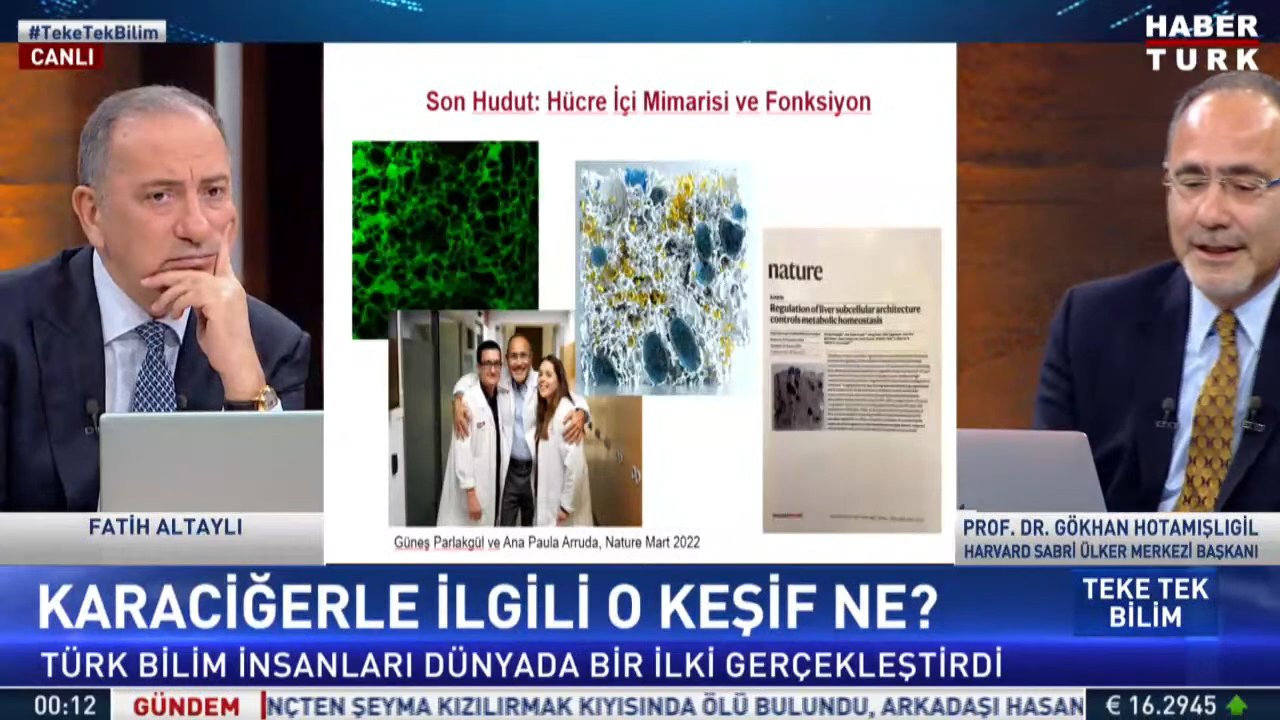 #TekeTekBilim
CANLI
HABER
TURK
Son Hudut: Hücre İçi Mimarisi ve Fonksiyon
nature
Regulation of liver subcellular architecture
controls metabolic homeostasis
Güneş Parlakgül ve Ana Paula Arruda, Nature Mart 2022
FATİH ALTAYLI
PROF. DR. GÖKHAN HOTAMIŞLIGİL
HARVARD SABRİ ÜLKER MERKEZİ BAŞKANI
KARACİĞERLE İLGİLİ O KEŞİF NE?
TÜRK BİLİM İNSANLARI DÜNYADA BİR İLKİ GERÇEKLEŞTİRDİ
TEKE TEK
BİLİM
00:12 GÜNDEM İNÇTEN ŞEYMA KIZILIRMAK KIYISINDA ÖLÜ BULUNDU, ARKADAŞI HASAN € 16.2945